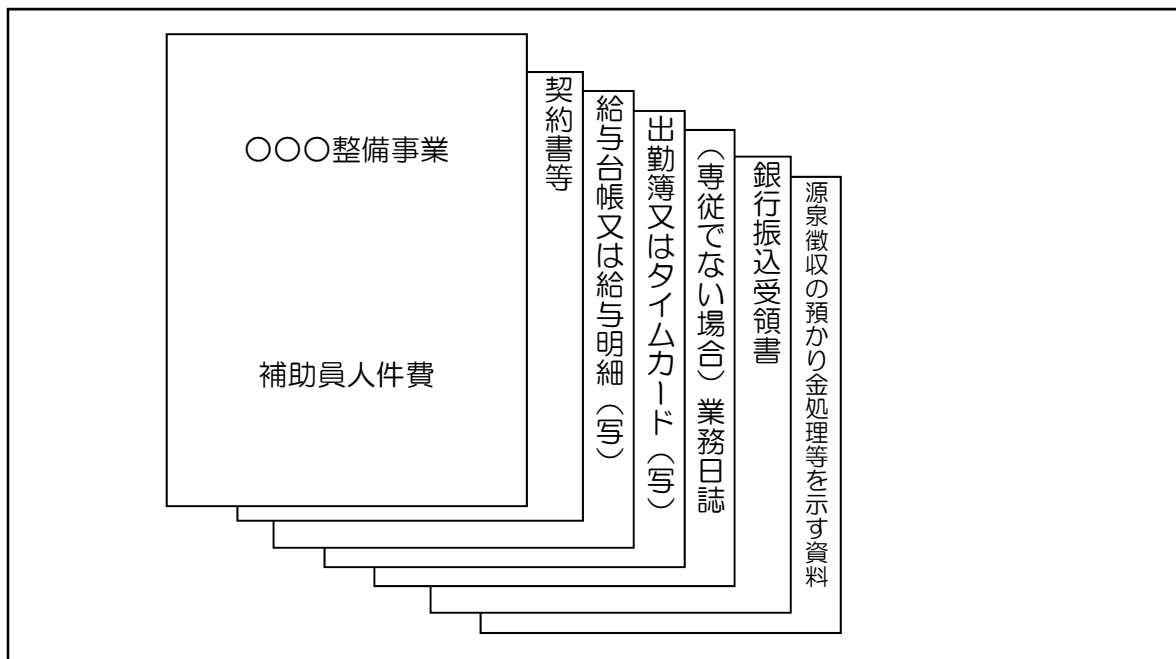 〇〇〇整備事業
補助員人件費
契約書等
給与台帳又は給与明細（写）
出勤簿又はタイムカード（写）
（専従でない場合）業務日誌
銀行振込受領書
源泉徴収の預かり金処理等を示す資料